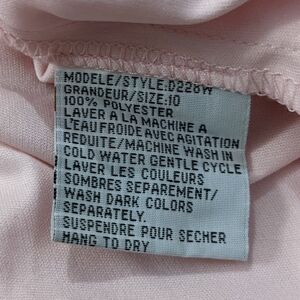 MODELE/STYLE:D226W
GRANDEUR/SIZE:10
100% POLYESTER
LAVER A LA MACHINE A
L'EAU FROIDE AVEC AGITATION
REDUITE/MACHINE WASH IN
COLD WATER GENTLE CYCLE
LAVER LES COULEURS
SOMBRES SEPAREMENT/
WASH DARK COLORS
SEPARATELY.
SUSPENDRE POUR SECHER
HANG TO DRY